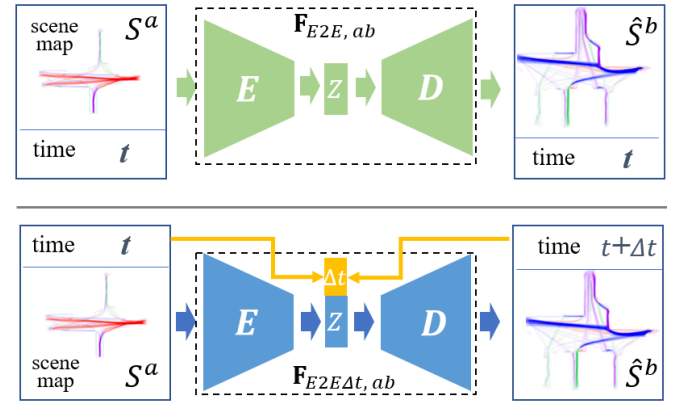 scene
map
S^a
time t
F_{E2E, ab}
E
Z
D
Ŝ^b
time t
time t
scene
map
S^a
Δt
E
Z
D
F_{E2EΔt, ab}
time t+Δt
Ŝ^b